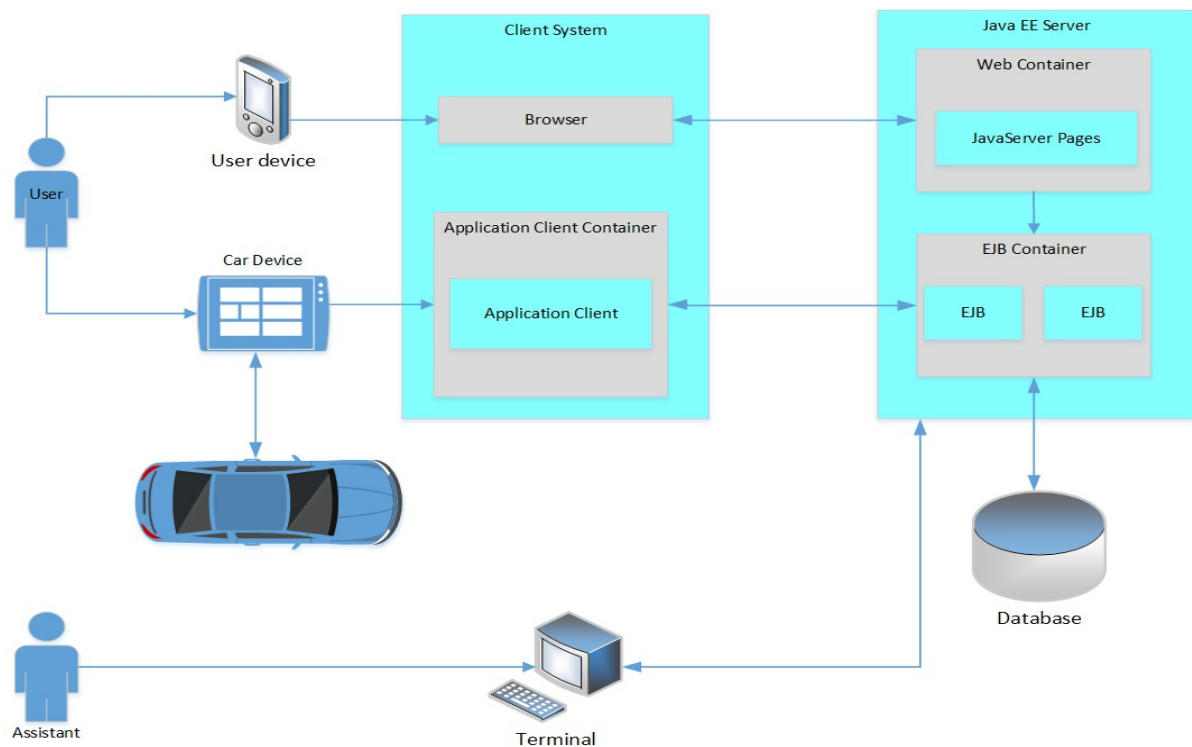 Client System
Java EE Server
Web Container
Browser
JavaServer Pages
User device
User
Application Client Container
EJB Container
Car Device
Application Client
EJB
EJB
Database
Assistant
Terminal